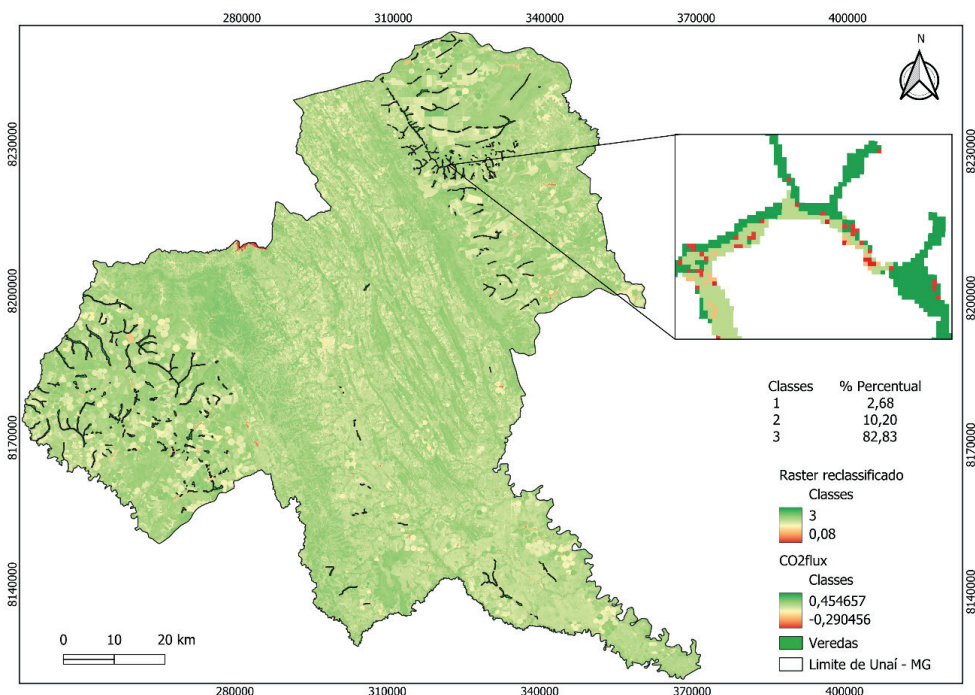 280000 310000 340000 370000 400000
N
8230000
8230000
8200000
8200000
Classes % Percentual
1 2,68
2 10,20
3 82,83
8170000
8170000
Raster reclassificado
Classes
3
0,08
CO2flux
Classes
0,454657
-0,290456
8140000
8140000
Veredas
Limite de Unaí - MG
0 10 20 km
280000 310000 340000 370000 400000